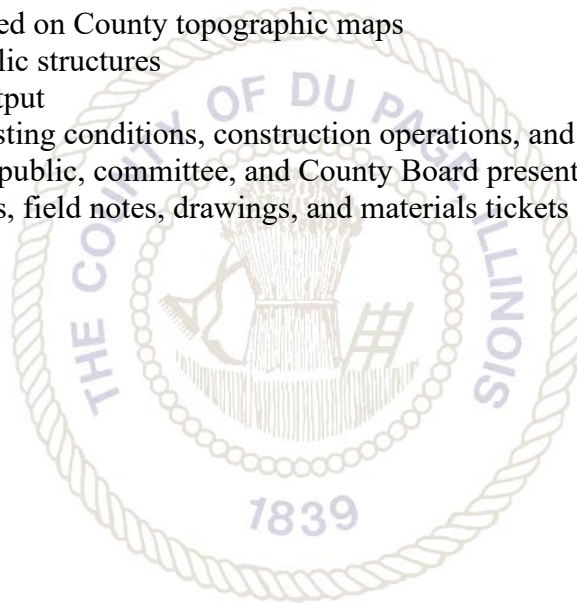 ed on County topographic maps
lic structures
tput
sting conditions, construction operations, and
public, committee, and County Board present
s, field notes, drawings, and materials tickets
THE COUNTY OF DU PAGE ILLINOIS
1839